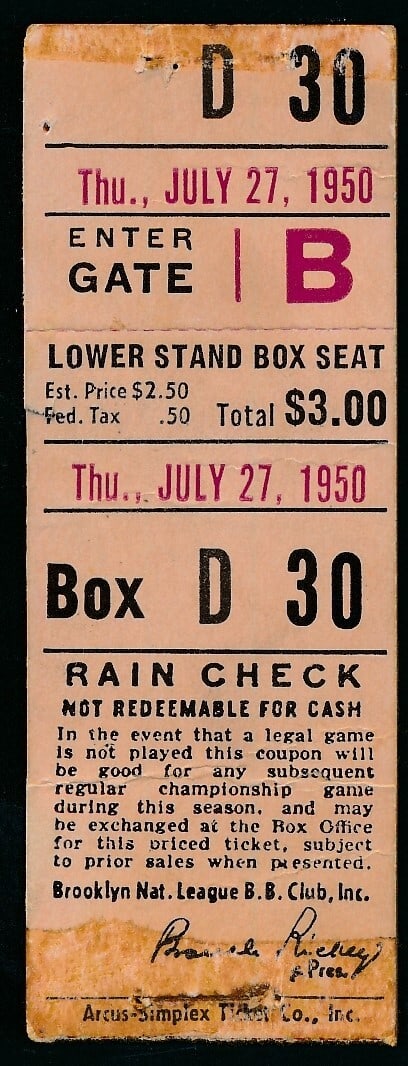 D 30
Thu., JULY 27, 1950
ENTER
GATE B
LOWER STAND BOX SEAT
Est. Price $2.50
Fed. Tax .50 Total $3.00
Thu., JULY 27, 1950
Box D 30
RAIN CHECK
NOT REDEEMABLE FOR CASH
In the event that a legal game
is not played this coupon will
be good for any subsequent
regular championship game
during this season, and may
be exchanged at the Box Office
for this priced ticket, subject
to prior sales when presented.
Brooklyn Nat. League B.B. Club, Inc.
Branch Rickey
Pres.
Arcus-Simplex Ticket Co., Inc.